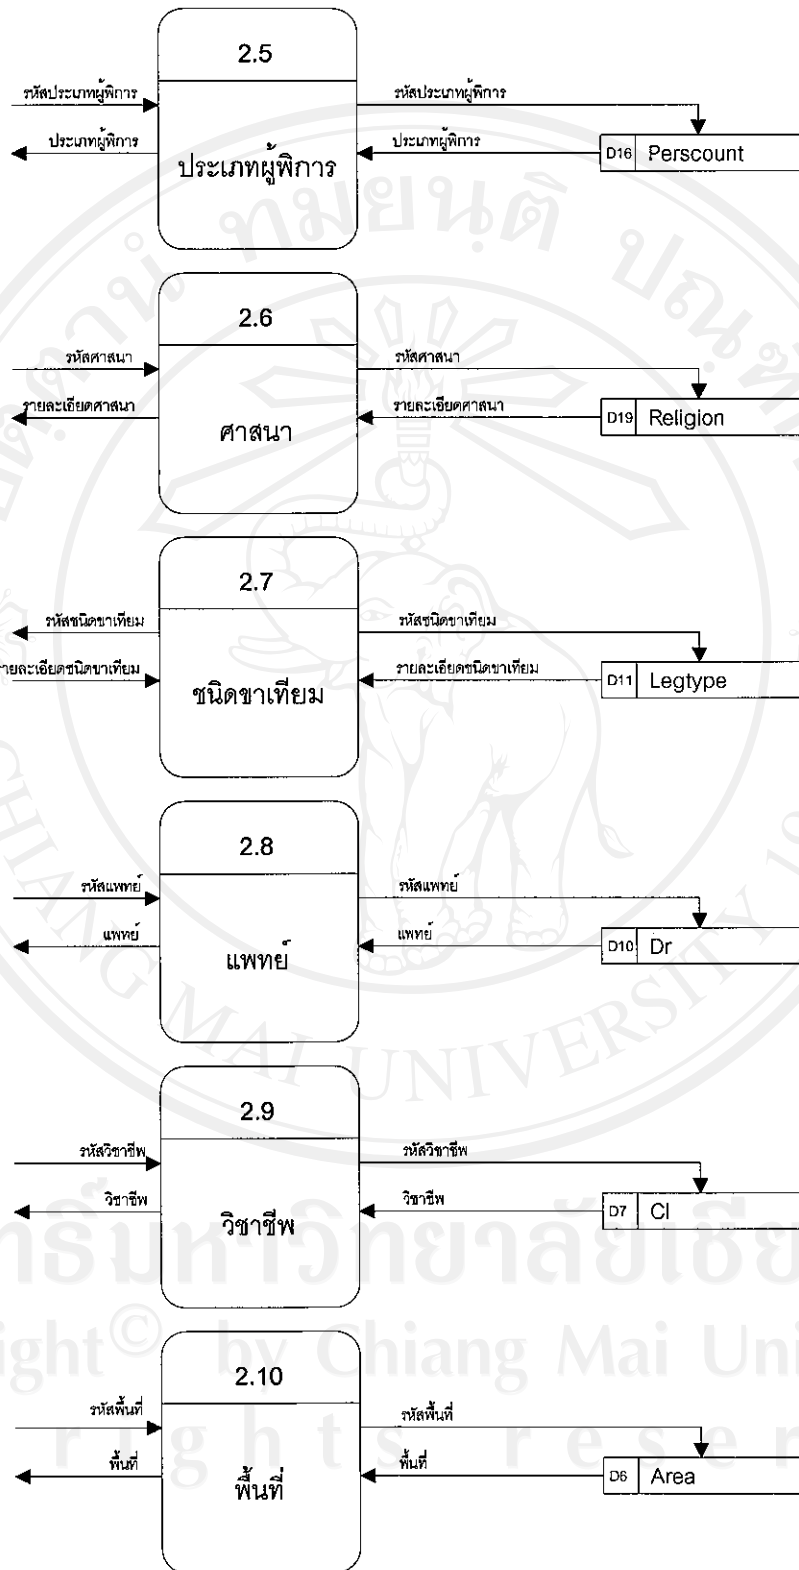 2.5
รหัสประเภทผู้พิการ
รหัสประเภทผู้พิการ
ประเภทผู้พิการ
ประเภทผู้พิการ
D16 Perscount
ประเภทผู้พิการ
2.6
รหัสศาสนา
รหัสศาสนา
รายละเอียดศาสนา
รายละเอียดศาสนา
D19 Religion
ศาสนา
2.7
รหัสชนิดขาเทียม
รหัสชนิดขาเทียม
รายละเอียดชนิดขาเทียม
รายละเอียดชนิดขาเทียม
D11 Legtype
ชนิดขาเทียม
2.8
รหัสแพทย์
รหัสแพทย์
แพทย์
แพทย์
D10 Dr
แพทย์
CHIANG MAI UNIVERSITY
2.9
รหัสวิชาชีพ
รหัสวิชาชีพ
วิชาชีพ
วิชาชีพ
D7 Cl
วิชาชีพ
by Chiang Mai
2.10
รหัสพื้นที่
รหัสพื้นที่
พื้นที่
พื้นที่
D6 Area
พื้นที่
rights